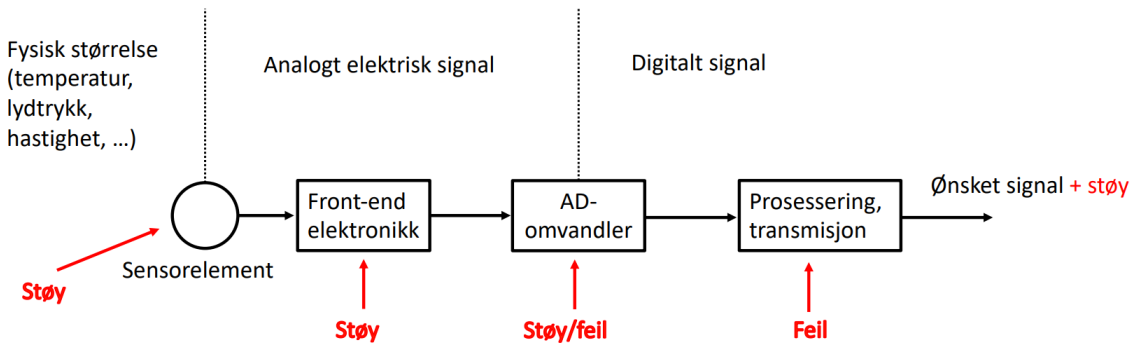 Fysisk størrelse
(temperatur,
lydtrykk,
hastighet, …)
Analogt elektrisk signal
Digitalt signal
Sensorelement
Front-end
elektronikk
AD-
omvandler
Prosessering,
transmisjon
Ønsket signal + støy
Støy
Støy
Støy/feil
Feil